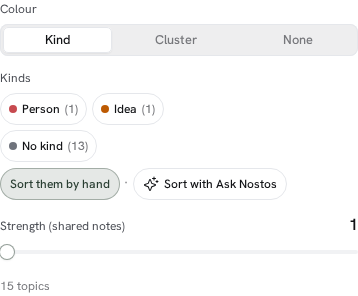 Colour
Kind Cluster None
Kinds
Person (1) Idea (1)
No kind (13)
Sort them by hand · Sort with Ask Nostos
Strength (shared notes) 1
15 topics